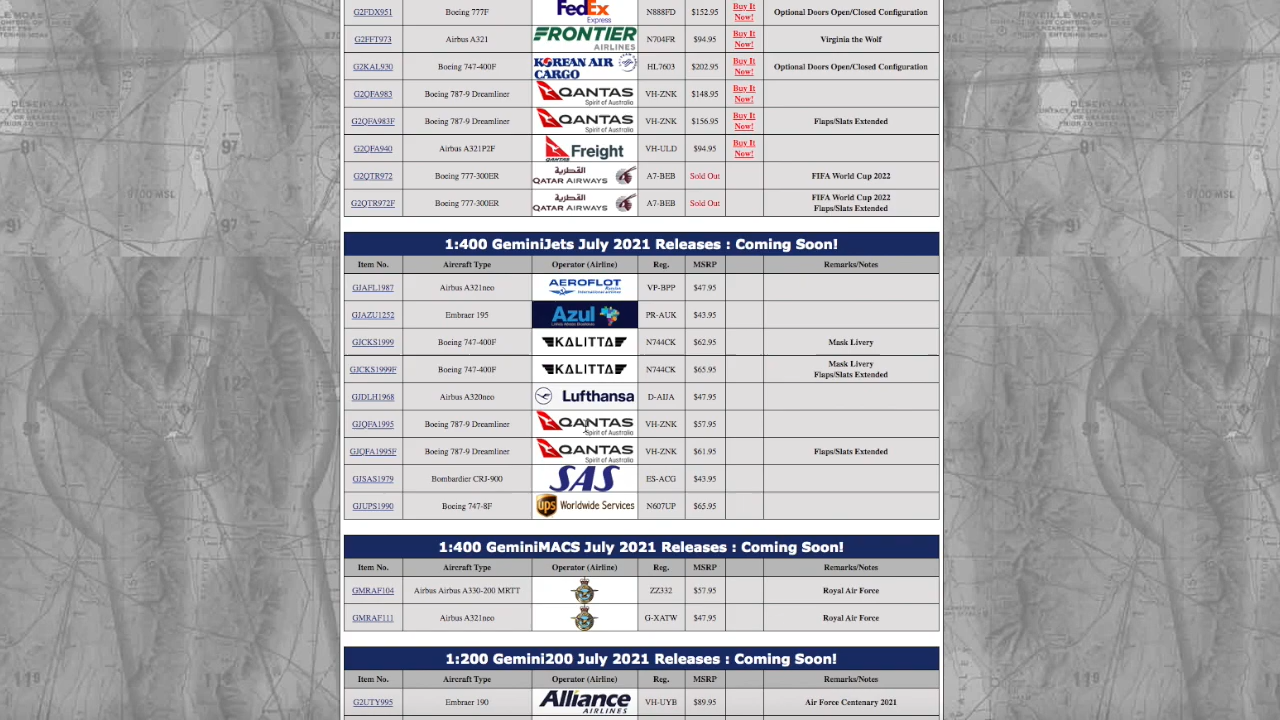 G2FDX951 Boeing 777F FedEx Express N888FD $152.95 Buy It Now! Optional Doors Open/Closed Configuration
Airbus A321 FRONTIER AIRLINES N704FR $94.95 Buy It Now! Virginia the Wolf
G2KAL930 Boeing 747-400F KOREAN AIR CARGO HL7603 $202.95 Buy It Now! Optional Doors Open/Closed Configuration
G2QFA983 Boeing 787-9 Dreamliner QANTAS Spirit of Australia VH-ZNK $148.95 Buy It Now!
G2QFA983F Boeing 787-9 Dreamliner QANTAS Spirit of Australia VH-ZNK $156.95 Buy It Now! Flaps/Slats Extended
G2QFA940 Airbus A321P2F QANTAS Freight VH-ULD $94.95 Buy It Now!
G2QTR972 Boeing 777-300ER القطرية QATAR AIRWAYS A7-BEB Sold Out FIFA World Cup 2022
G2QTR972F Boeing 777-300ER القطرية QATAR AIRWAYS A7-BEB Sold Out FIFA World Cup 2022 Flaps/Slats Extended
1:400 GeminiJets July 2021 Releases : Coming Soon!
Item No. Aircraft Type Operator (Airline) Reg. MSRP Remarks/Notes
GJAFL1987 Airbus A321neo AEROFLOT Russian International Airlines VP-BPP $47.95
GJAZU1252 Embraer 195 Azul PR-AUK $43.95
GJCKS1999 Boeing 747-400F KALITTA N744CK $62.95 Mask Livery
GJCKS1999F Boeing 747-400F KALITTA N744CK $65.95 Mask Livery Flaps/Slats Extended
GJDLH1968 Airbus A320neo Lufthansa D-AIJA $47.95
GJQFA1995 Boeing 787-9 Dreamliner QANTAS Spirit of Australia VH-ZNK $57.95
GJQFA1995F Boeing 787-9 Dreamliner QANTAS Spirit of Australia VH-ZNK $61.95 Flaps/Slats Extended
GJSAS1979 Bombardier CRJ-900 SAS ES-ACG $43.95
GJUPS1990 Boeing 747-8F ups Worldwide Services N607UP $65.95
1:400 GeminiMACS July 2021 Releases : Coming Soon!
Item No. Aircraft Type Operator (Airline) Reg. MSRP Remarks/Notes
GMRAF104 Airbus Airbus A330-200 MRTT ZZ332 $57.95 Royal Air Force
GMRAF111 Airbus A321neo G-XATW $47.95 Royal Air Force
1:200 Gemini200 July 2021 Releases : Coming Soon!
Item No. Aircraft Type Operator (Airline) Reg. MSRP Remarks/Notes
G2UTY995 Embraer 190 Alliance AIRLINES VH-UYB $89.95 Air Force Centenary 2021